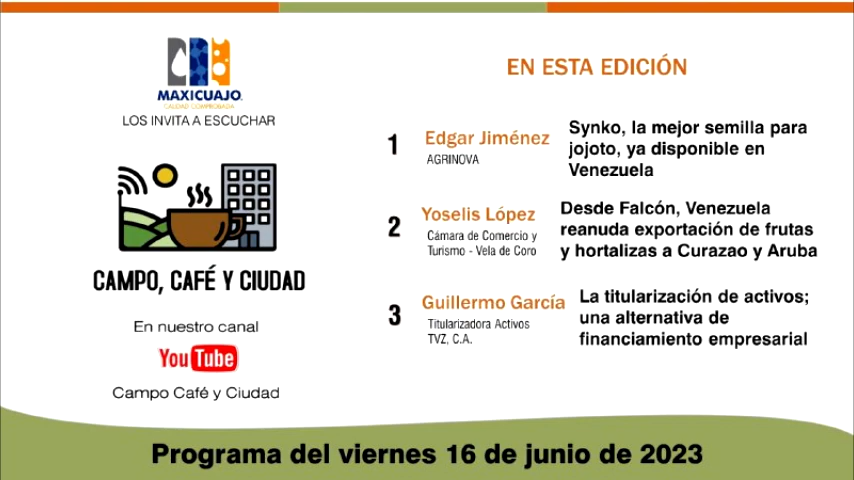 MAXICUAJO
CALIDAD COMPROBADA
LOS INVITA A ESCUCHAR
CAMPO, CAFÉ Y CIUDAD
En nuestro canal
YouTube
Campo Café y Ciudad
EN ESTA EDICIÓN
1
Edgar Jiménez
AGRINOVA
Synko, la mejor semilla para
jojoto, ya disponible en
Venezuela
2
Yoselis López
Cámara de Comercio y
Turismo - Vela de Coro
Desde Falcón, Venezuela
reanuda exportación de frutas
y hortalizas a Curazao y Aruba
3
Guillermo García
Titularizadora Activos
TVZ, C.A.
La titularización de activos;
una alternativa de
financiamiento empresarial
Programa del viernes 16 de junio de 2023